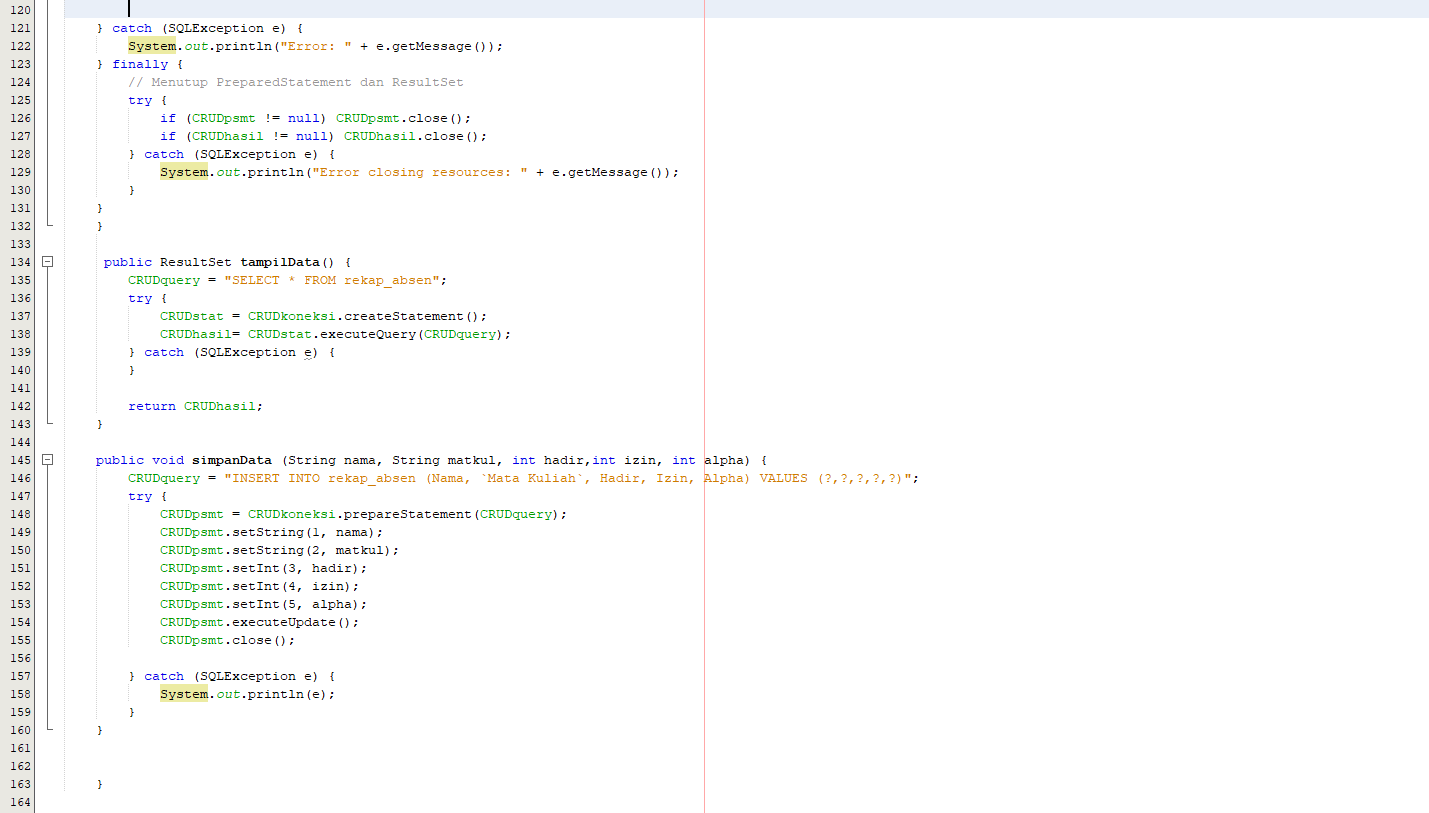 120
121 } catch (SQLException e) {
122 System.out.println("Error: " + e.getMessage());
123 } finally {
124 // Menutup PreparedStatement dan ResultSet
125 try {
126 if (CRUDpsmt != null) CRUDpsmt.close();
127 if (CRUDhasil != null) CRUDhasil.close();
128 } catch (SQLException e) {
129 System.out.println("Error closing resources: " + e.getMessage());
130 }
131 }
132 }
133
134 public ResultSet tampilData() {
135 CRUDquery = "SELECT * FROM rekap_absen";
136 try {
137 CRUDstat = CRUDkoneksi.createStatement();
138 CRUDhasil= CRUDstat.executeQuery(CRUDquery);
139 } catch (SQLException e) {
140 }
141
142 return CRUDhasil;
143 }
144
145 public void simpanData (String nama, String matkul, int hadir,int izin, int alpha) {
146 CRUDquery = "INSERT INTO rekap_absen (Nama, `Mata Kuliah`, Hadir, Izin, Alpha) VALUES (?,?,?,?,?)";
147 try {
148 CRUDpsmt = CRUDkoneksi.prepareStatement(CRUDquery);
149 CRUDpsmt.setString(1, nama);
150 CRUDpsmt.setString(2, matkul);
151 CRUDpsmt.setInt(3, hadir);
152 CRUDpsmt.setInt(4, izin);
153 CRUDpsmt.setInt(5, alpha);
154 CRUDpsmt.executeUpdate();
155 CRUDpsmt.close();
156
157 } catch (SQLException e) {
158 System.out.println(e);
159 }
160 }
161
162
163 }
164